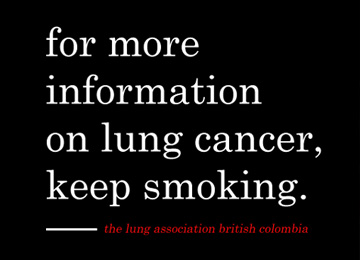 for more
information
on lung cancer,
keep smoking.
the lung association british colombia